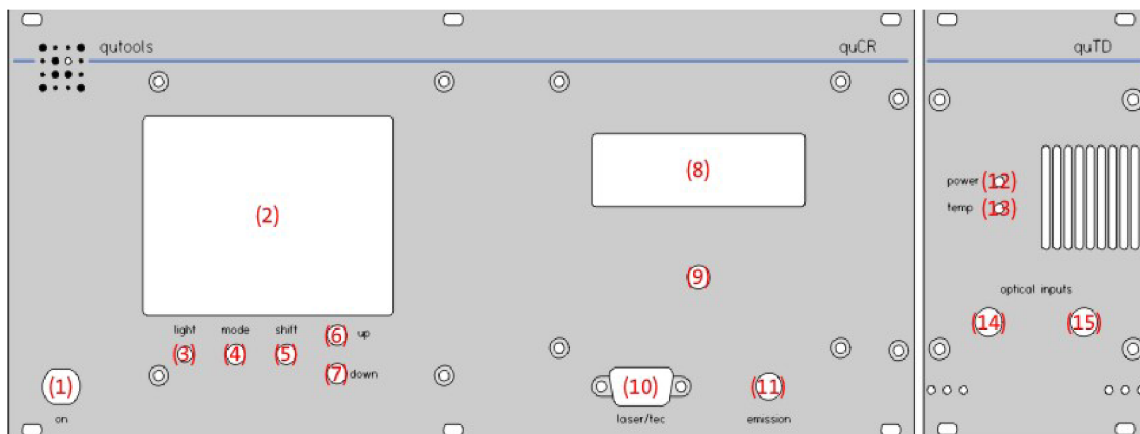 qutools
quCR
quTD
(2)
(8)
power (12)
temp (13)
(9)
optical inputs
(14) (15)
light mode shift
(6) up
(3) (4) (5)
(7) down
(1)
on
(10)
laser/tec
(11)
emission